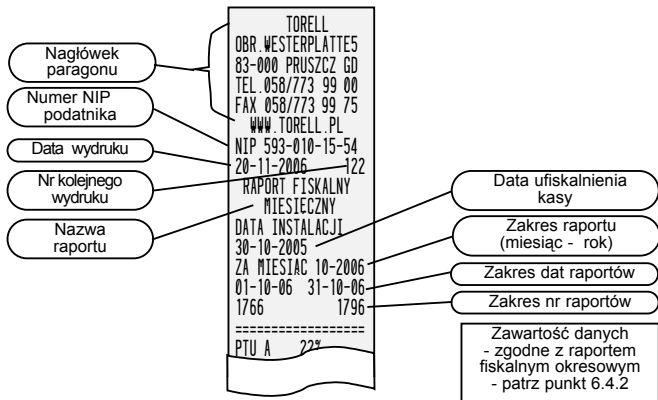 TORELL
OBR.WESTERPLATTE5
83-000 PRUSZCZ GD
TEL.058/773 99 00
FAX 058/773 99 75
WWW.TORELL.PL
NIP 593-010-15-54
20-11-2006 122
RAPORT FISKALNY
MIESIĘCZNY
DATA INSTALACJI
30-10-2005
ZA MIESIĄC 10-2006
01-10-06 31-10-06
1766 1796
==================
PTU A 22%
Nagłówek
paragonu
Numer NIP
podatnika
Data wydruku
Nr kolejnego
wydruku
Nazwa
raportu
Data ufiskalnienia
kasy
Zakres raportu
(miesiąc - rok)
Zakres dat raportów
Zakres nr raportów
Zawartość danych
- zgodne z raportem
fiskalnym okresowym
- patrz punkt 6.4.2